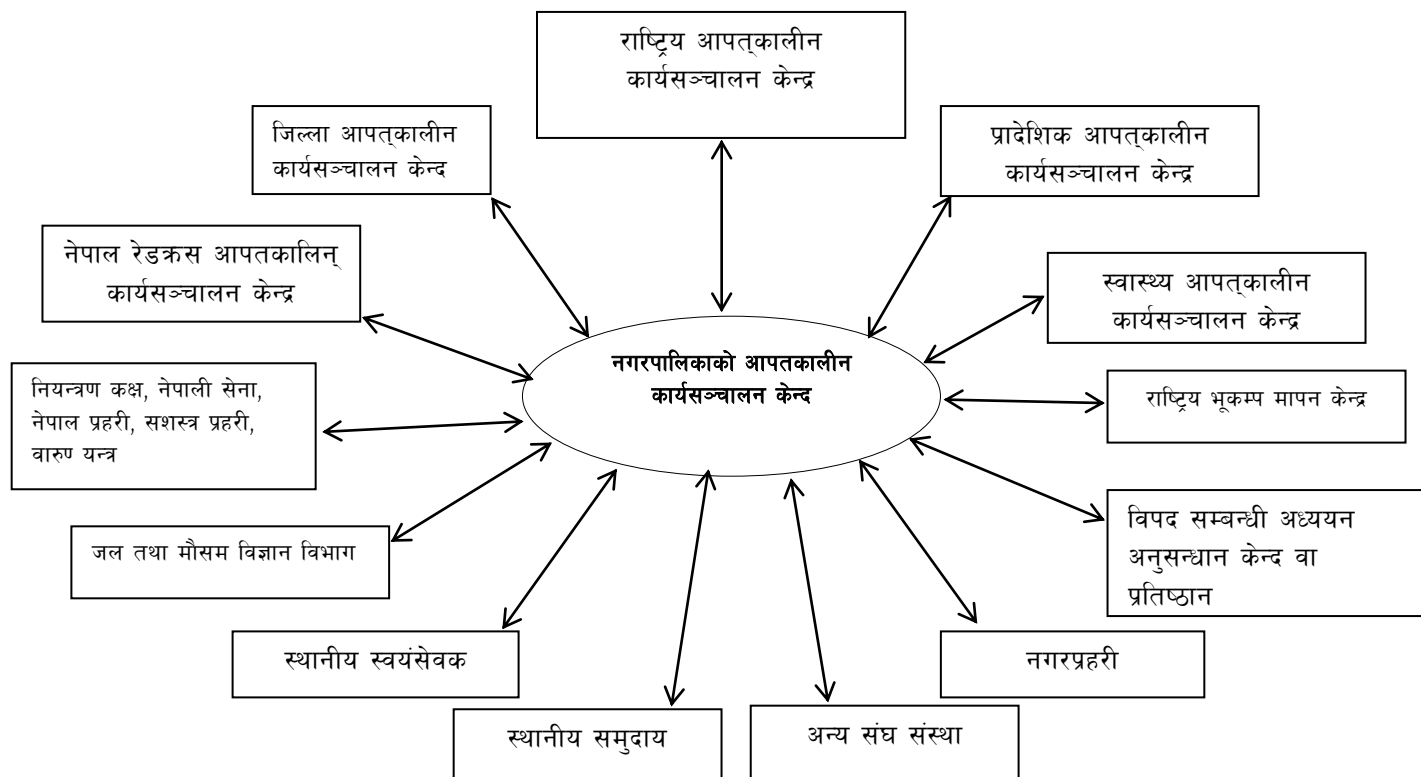 राष्ट्रिय आपत्कालीन
कार्यसञ्चालन केन्द्र
जिल्ला आपत्कालीन
कार्यसञ्चालन केन्द
प्रादेशिक आपत्कालीन
कार्यसञ्चालन केन्द्र
नेपाल रेडक्रस आपतकालिन्
कार्यसञ्चालन केन्द्र
स्वास्थ्य आपत्कालीन
कार्यसञ्चालन केन्द्र
नगरपालिकाको आपतकालीन
कार्यसञ्चालन केन्द
नियन्त्रण कक्ष, नेपाली सेना,
नेपाल प्रहरी, सशस्त्र प्रहरी,
वारुण यन्त्र
राष्ट्रिय भूकम्प मापन केन्द्र
जल तथा मौसम विज्ञान विभाग
विपद सम्बन्धी अध्ययन
अनुसन्धान केन्द वा
प्रतिष्ठान
स्थानीय स्वयंसेवक
नगरप्रहरी
स्थानीय समुदाय
अन्य संघ संस्था